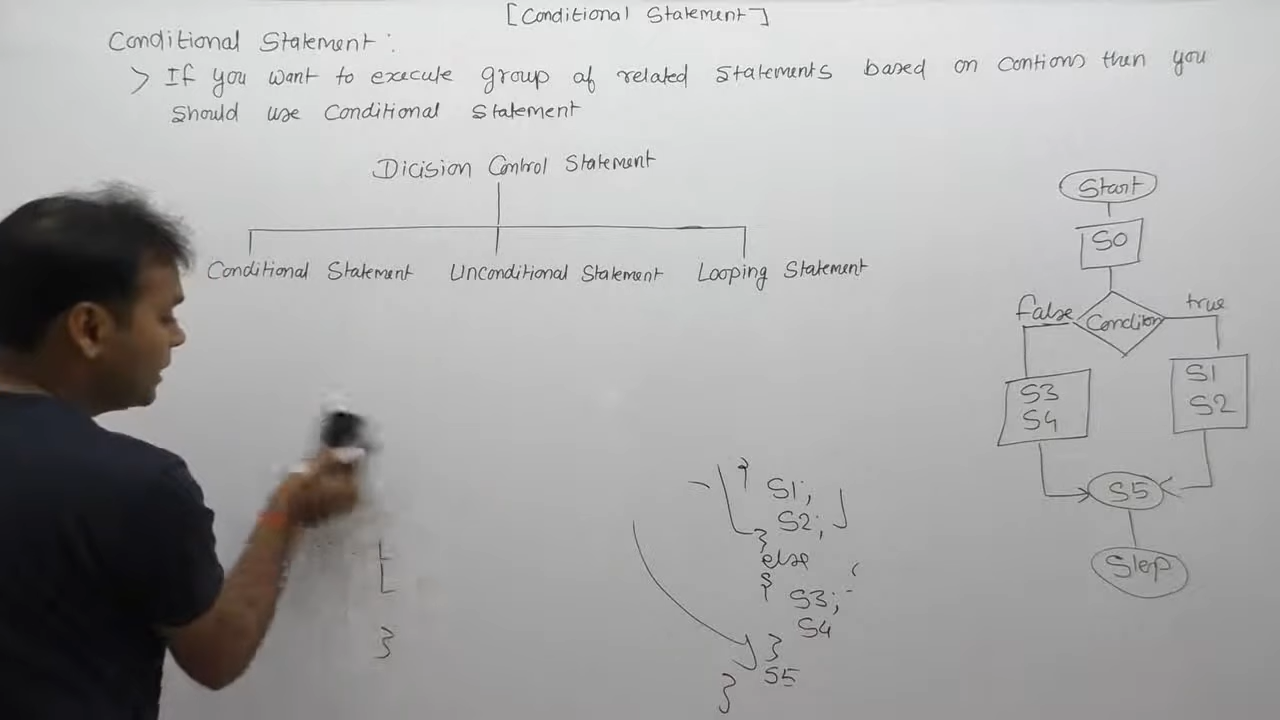 [Conditional Statement]
Conditional Statement:
> If you want to execute group of related statements based on contions then you
should use conditional statement
Dicision Control Statement
Conditional Statement Unconditional Statement Looping Statement
Start
S0
false Conditon true
S3
S4
S1
S2
S5
Stop
{
S1;
S2;
}
else
{
S3;
S4
}
S5
}
}